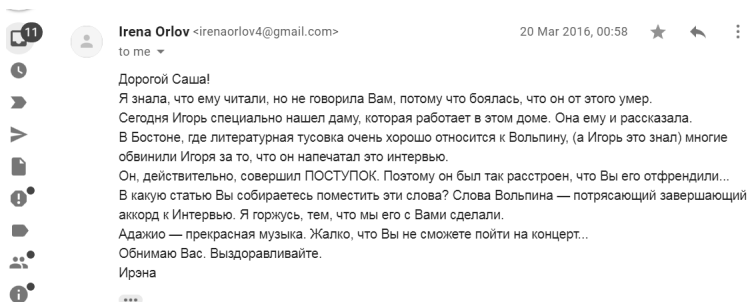 11
Irena Orlov <irenaorlov4@gmail.com>
20 Mar 2016, 00:58
to me
Дорогой Саша!
Я знала, что ему читали, но не говорила Вам, потому что боялась, что он от этого умер.
Сегодня Игорь специально нашел даму, которая работает в этом доме. Она ему и рассказала.
В Бостоне, где литературная тусовка очень хорошо относится к Вольпину, (а Игорь это знал) многие
обвинили Игоря за то, что он напечатал это интервью.
Он, действительно, совершил ПОСТУПОК. Поэтому он был так расстроен, что Вы его отфрендили...
В какую статью Вы собираетесь поместить эти слова? Слова Вольпина — потрясающий завершающий
аккорд к Интервью. Я горжусь, тем, что мы его с Вами сделали.
Адажио — прекрасная музыка. Жалко, что Вы не сможете пойти на концерт...
Обнимаю Вас. Выздоравливайте.
Ирэна